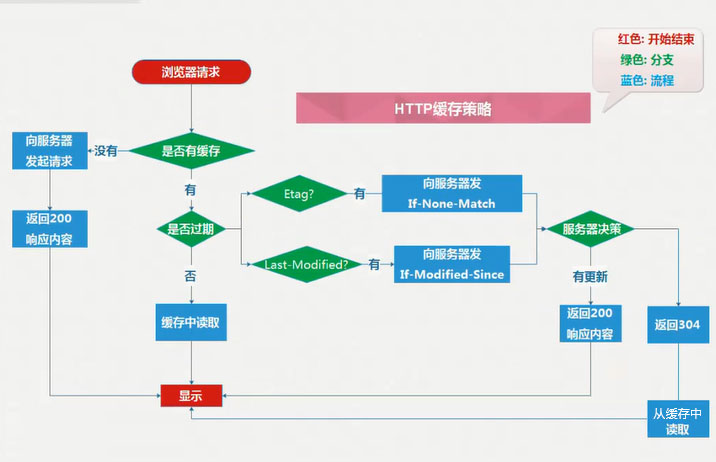 红色: 开始结束
绿色: 分支
蓝色: 流程
浏览器请求
HTTP缓存策略
向服务器
发起请求
没有
是否有缓存
有
Etag?
有
向服务器发
If-None-Match
返回200
响应内容
是否过期
服务器决策
Last-Modified?
有
向服务器发
If-Modified-Since
否
有更新
缓存中读取
返回200
响应内容
返回304
显示
从缓存中
读取